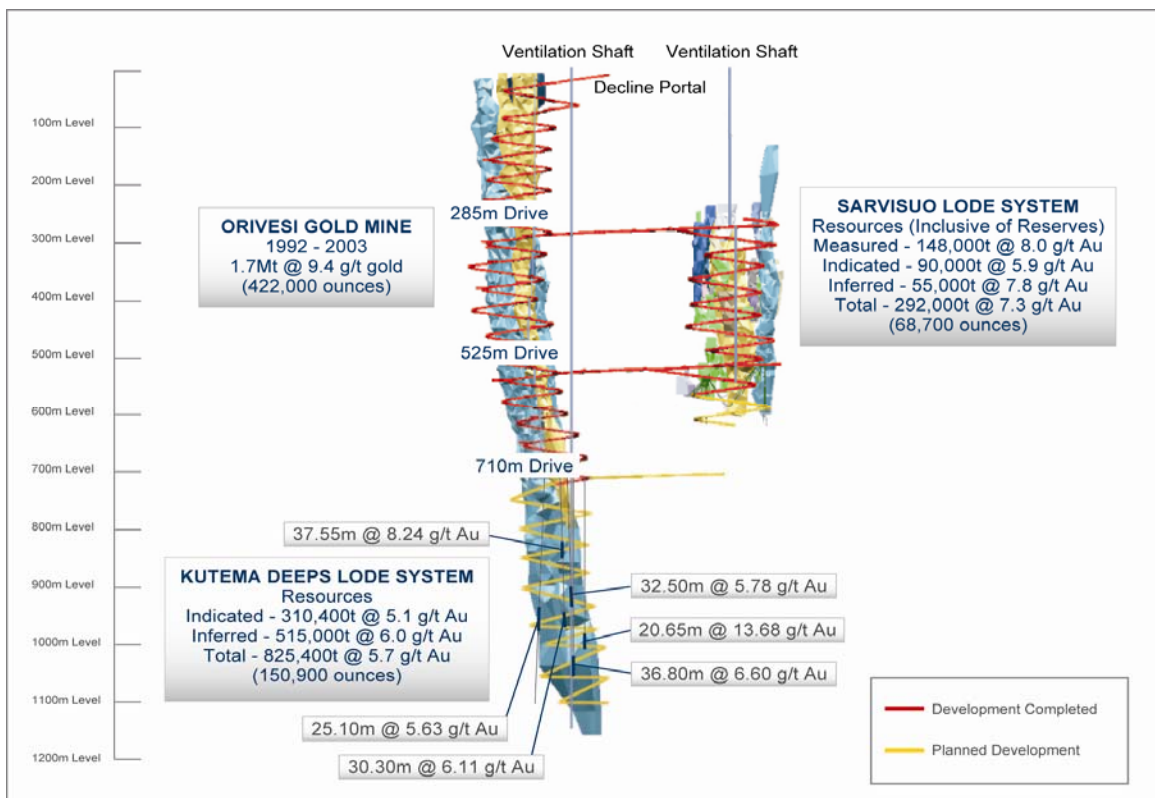 Ventilation Shaft
Ventilation Shaft
Decline Portal
100m Level
200m Level
300m Level
400m Level
500m Level
600m Level
700m Level
800m Level
900m Level
1000m Level
1100m Level
1200m Level
285m Drive
525m Drive
710m Drive
ORIVESI GOLD MINE
1992 - 2003
1.7Mt @ 9.4 g/t gold
(422,000 ounces)
SARVISUO LODE SYSTEM
Resources (Inclusive of Reserves)
Measured - 148,000t @ 8.0 g/t Au
Indicated - 90,000t @ 5.9 g/t Au
Inferred - 55,000t @ 7.8 g/t Au
Total - 292,000t @ 7.3 g/t Au
(68,700 ounces)
37.55m @ 8.24 g/t Au
KUTEMA DEEPS LODE SYSTEM
Resources
Indicated - 310,400t @ 5.1 g/t Au
Inferred - 515,000t @ 6.0 g/t Au
Total - 825,400t @ 5.7 g/t Au
(150,900 ounces)
32.50m @ 5.78 g/t Au
20.65m @ 13.68 g/t Au
36.80m @ 6.60 g/t Au
25.10m @ 5.63 g/t Au
30.30m @ 6.11 g/t Au
Development Completed
Planned Development